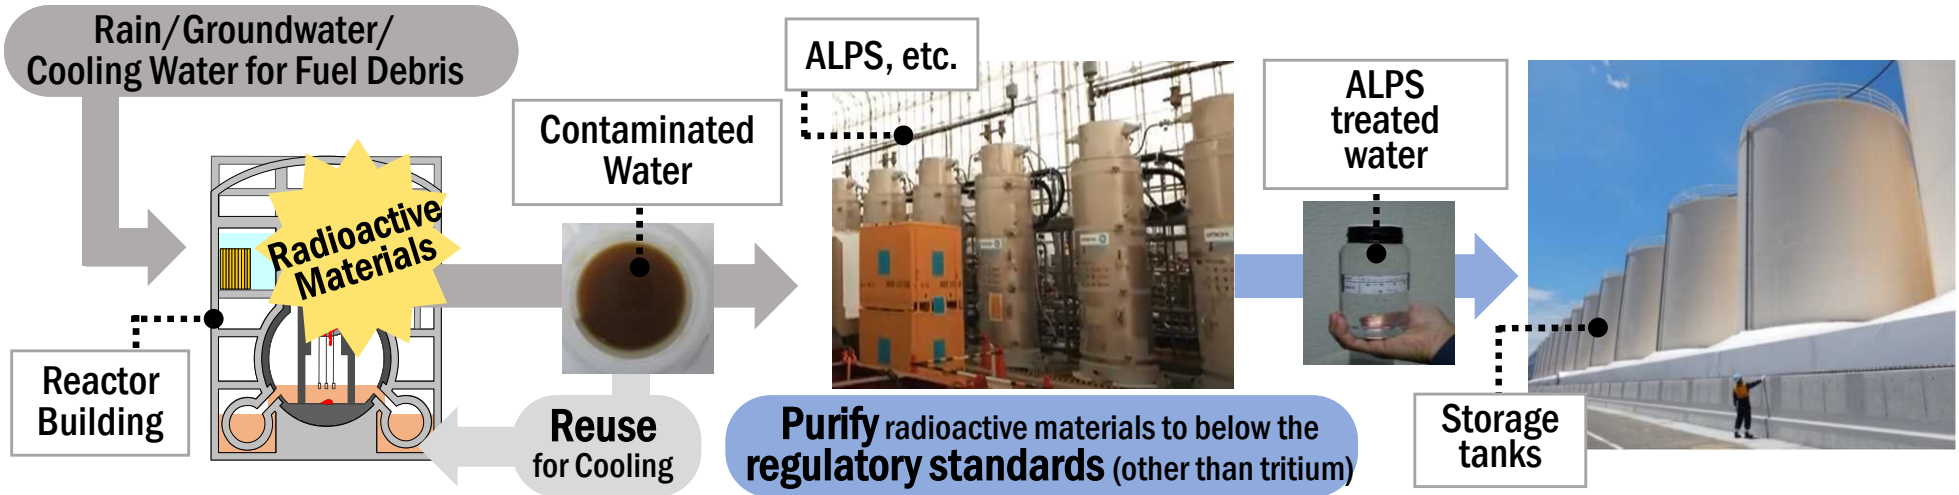 Rain/Groundwater/
Cooling Water for Fuel Debris
Radioactive
Materials
Reactor
Building
Contaminated
Water
Reuse
for Cooling
ALPS, etc.
Purify radioactive materials to below the
regulatory standards (other than tritium)
ALPS
treated
water
Storage
tanks